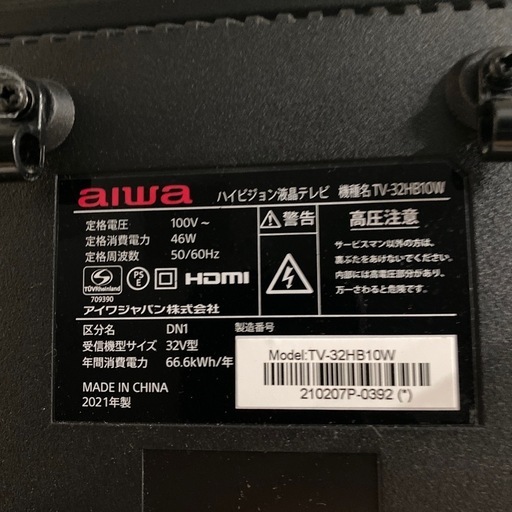 aiwa ハイビジョン液晶テレビ 機種名 TV-32HB10W
定格電圧 100V～
定格消費電力 46W
定格周波数 50/60Hz
TÜVRheinland
709390
PS
E
HDMI
アイワジャパン株式会社
⚠警告 高圧注意
サービスマン以外の方は、
裏ぶたをあけないでください。
内部には高電圧部分があり、
万一さわると危険です。
区分名 DN1
受信機型サイズ 32V型
年間消費電力 66.6kWh/年
MADE IN CHINA
2021年製
製造番号
Model:TV-32HB10W
210207P-0392 (*)